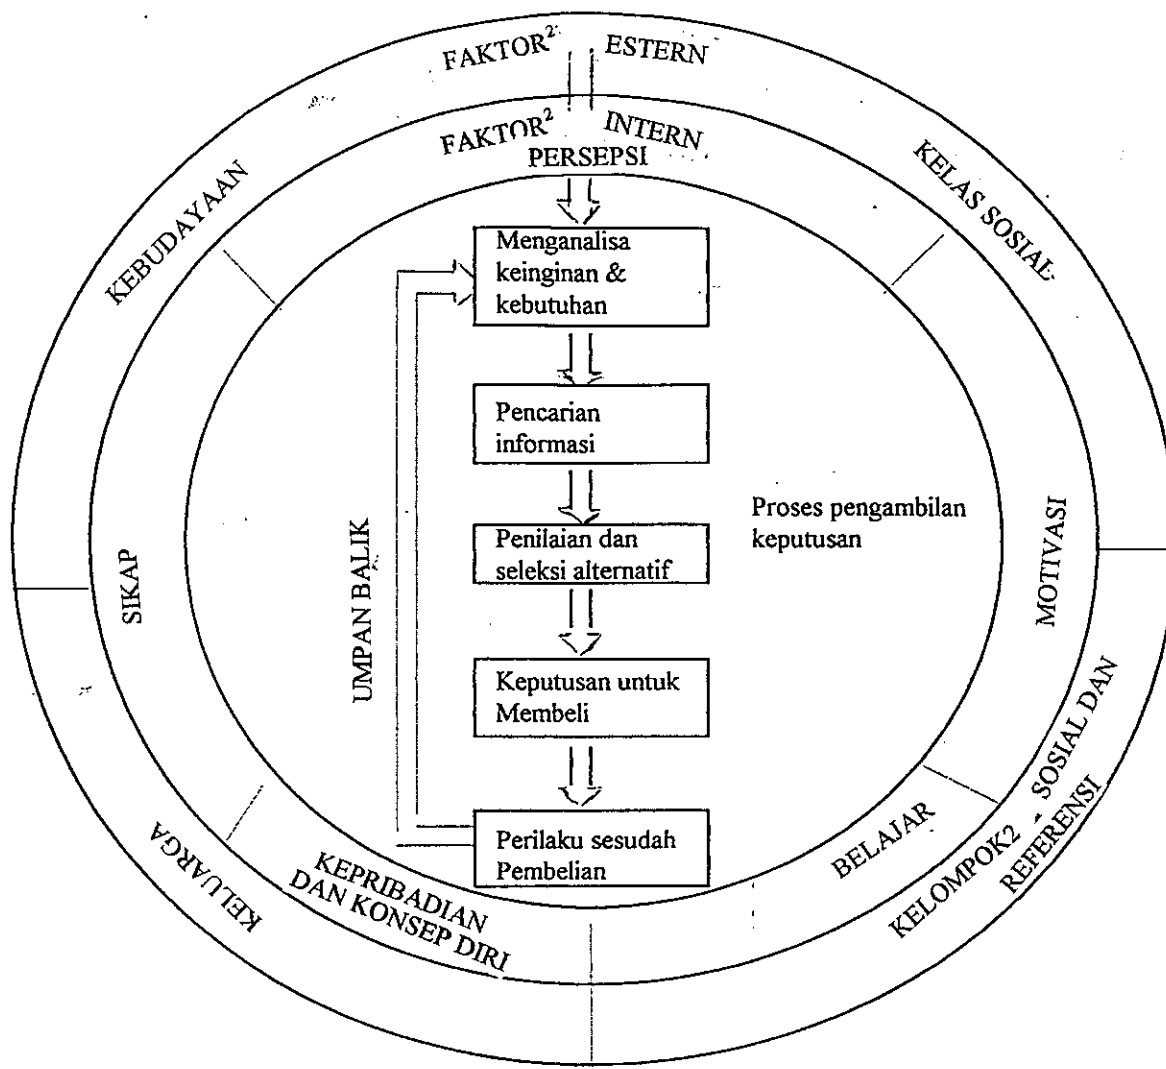 FAKTOR² ESTERN
FAKTOR² INTERN
PERSEPSI
KEBUDAYAAN
KELAS SOSIAL
Menganalisa
keinginan &
kebutuhan
Pencarian
informasi
Penilaian dan
seleksi alternatif
Proses pengambilan
keputusan
Keputusan untuk
Membeli
Perilaku sesudah
Pembelian
UMPAN BALIK
SIKAP
MOTIVASI
KELUARGA
KEPRIBADIAN
DAN KONSEP DIRI
BELAJAR
KELOMPOK2 SOSIAL DAN
REFERENSI